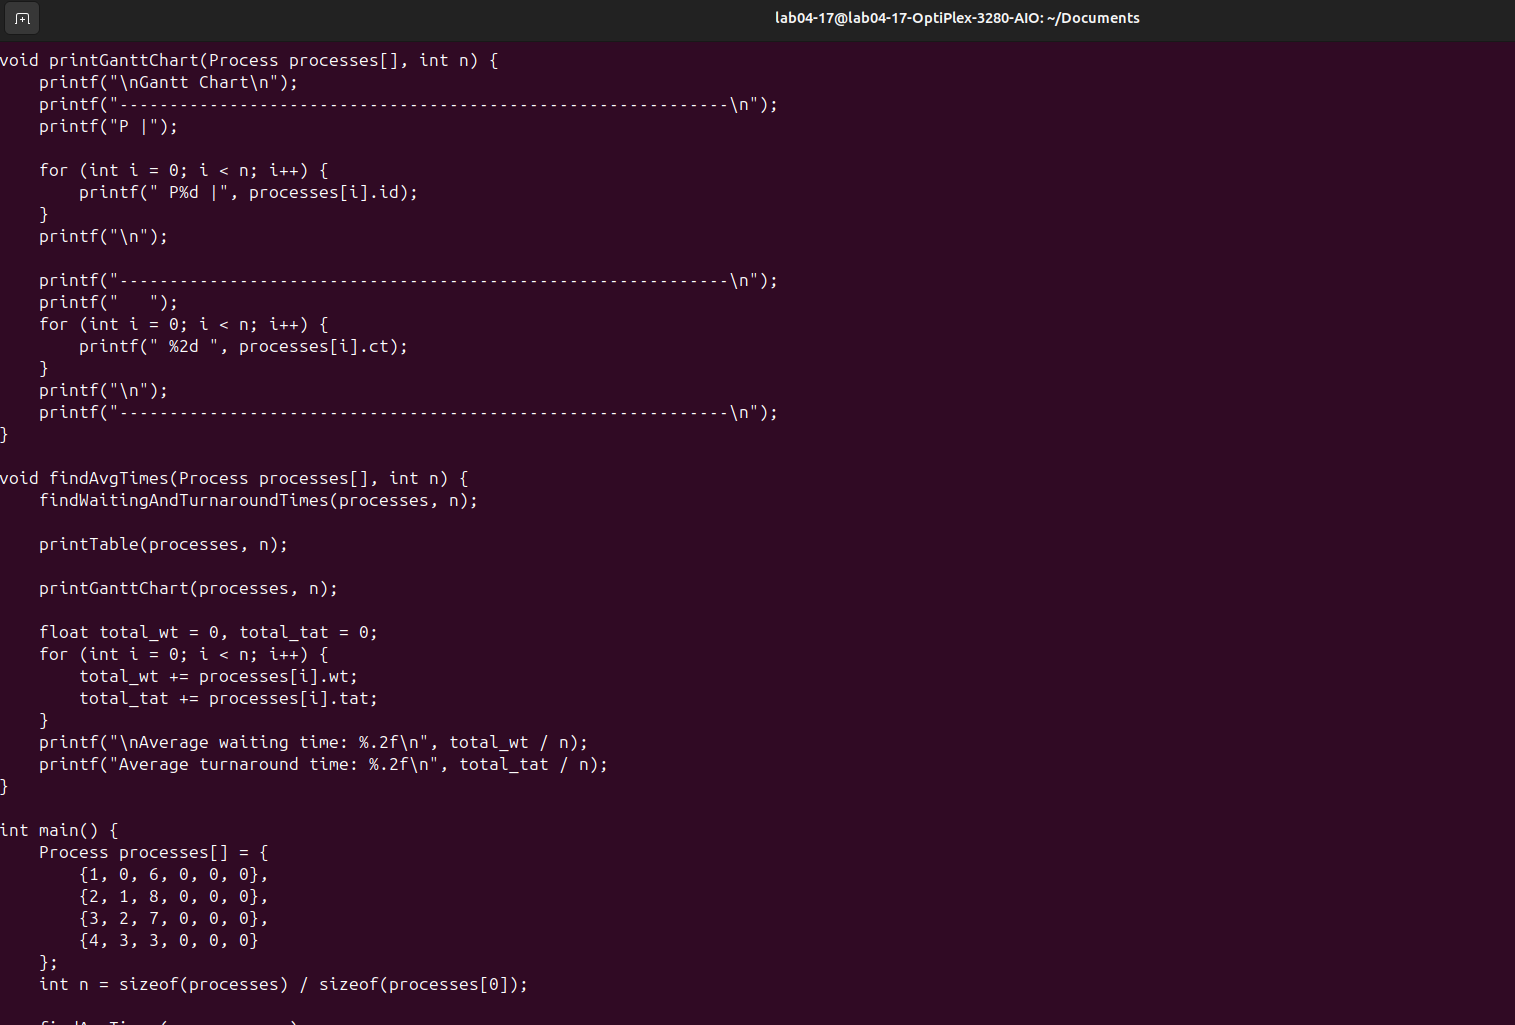 lab04-17@lab04-17-OptiPlex-3280-AIO: ~/Documents
void printGanttChart(Process processes[], int n) {
    printf("\nGantt Chart\n");
    printf("-------------------------------------------------------------\n");
    printf("P |");

    for (int i = 0; i < n; i++) {
        printf(" P%d |", processes[i].id);
    }
    printf("\n");

    printf("-------------------------------------------------------------\n");
    printf("   ");
    for (int i = 0; i < n; i++) {
        printf(" %2d ", processes[i].ct);
    }
    printf("\n");
    printf("-------------------------------------------------------------\n");
}

void findAvgTimes(Process processes[], int n) {
    findWaitingAndTurnaroundTimes(processes, n);

    printTable(processes, n);

    printGanttChart(processes, n);

    float total_wt = 0, total_tat = 0;
    for (int i = 0; i < n; i++) {
        total_wt += processes[i].wt;
        total_tat += processes[i].tat;
    }
    printf("\nAverage waiting time: %.2f\n", total_wt / n);
    printf("Average turnaround time: %.2f\n", total_tat / n);
}

int main() {
    Process processes[] = {
        {1, 0, 6, 0, 0, 0},
        {2, 1, 8, 0, 0, 0},
        {3, 2, 7, 0, 0, 0},
        {4, 3, 3, 0, 0, 0}
    };
    int n = sizeof(processes) / sizeof(processes[0]);